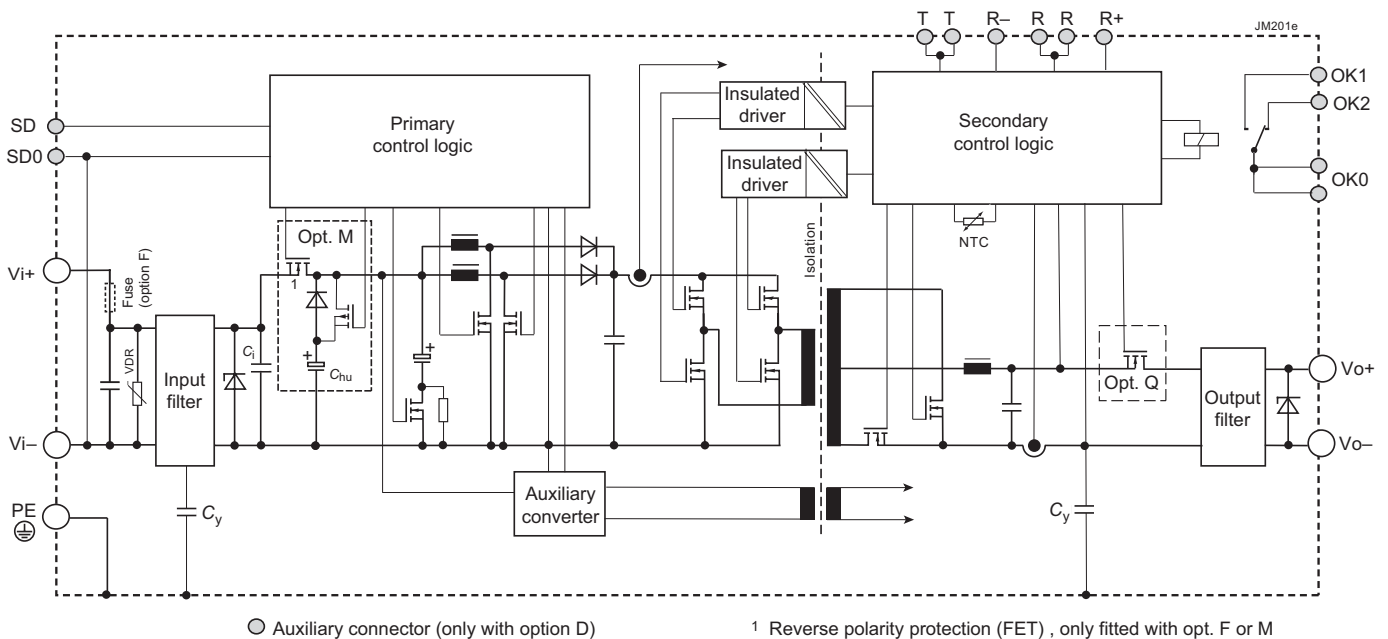 T T R– R R R+
JM201e
OK1
OK2
OK0
SD
SD0
Primary
control logic
Insulated
driver
Insulated
driver
Secondary
control logic
NTC
Isolation
Opt. M
1
Vi+
Fuse
(option F)
VDR
Input
filter
Ci
+
Chu
+
Opt. Q
Output
filter
Vo+
Vo–
Vi–
PE
Cy
Auxiliary
converter
Cy
Auxiliary connector (only with option D)
1 Reverse polarity protection (FET) , only fitted with opt. F or M